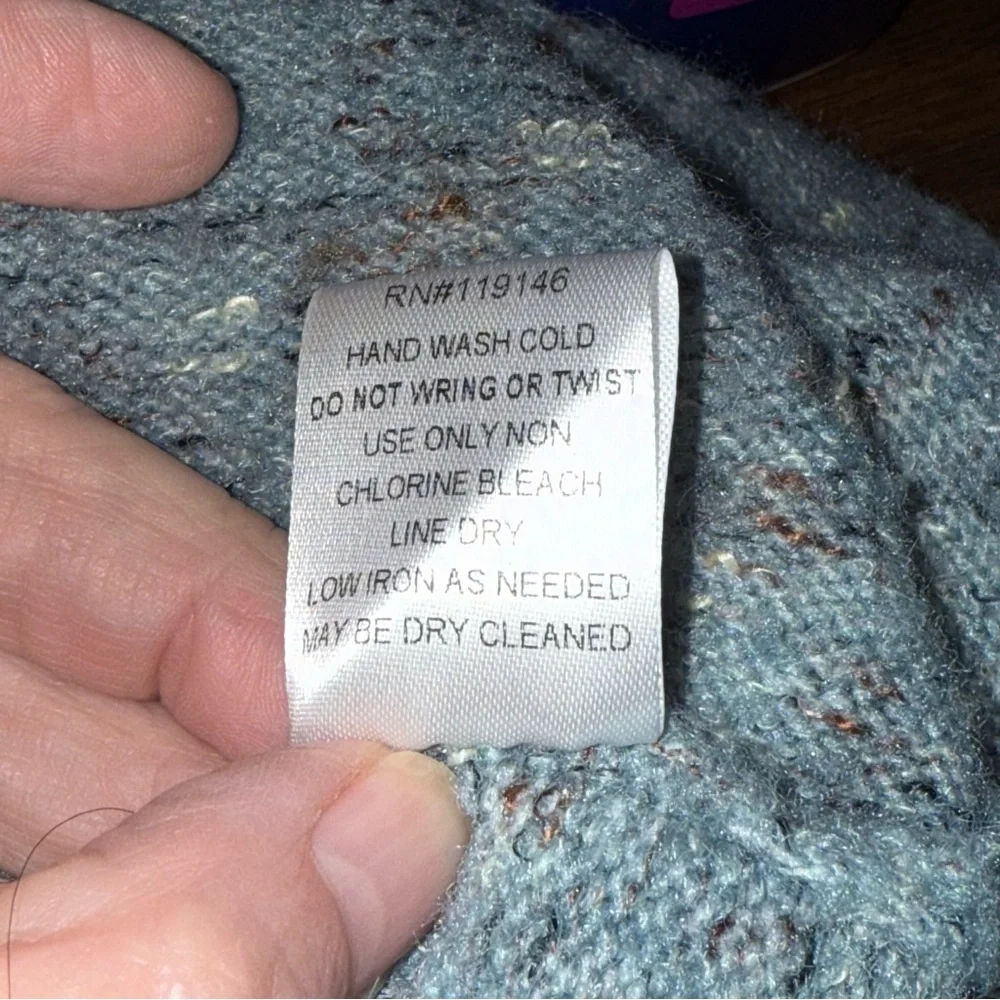 RN#119146
HAND WASH COLD
DO NOT WRING OR TWIST
USE ONLY NON
CHLORINE BLEACH
LINE DRY
LOW IRON AS NEEDED
MAY BE DRY CLEANED